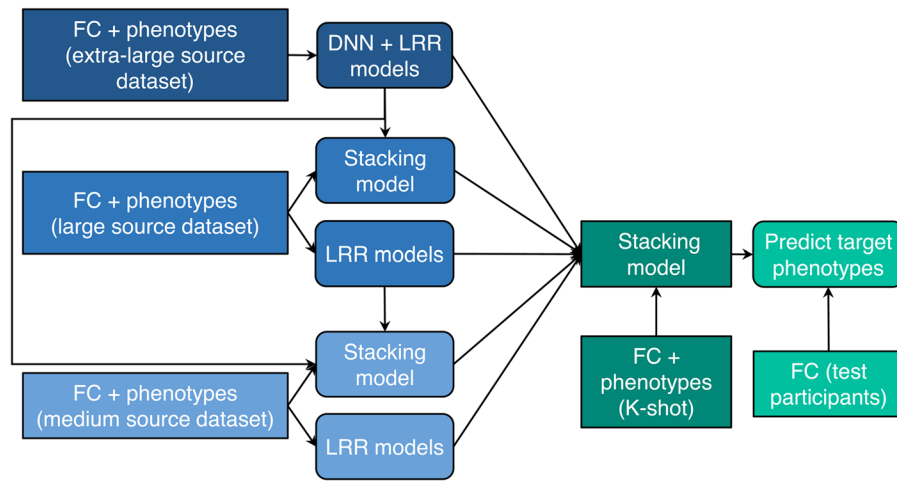 FC + phenotypes
(extra-large source
dataset)
DNN + LRR
models
FC + phenotypes
(large source dataset)
Stacking
model
LRR models
FC + phenotypes
(medium source dataset)
Stacking
model
LRR models
Stacking
model
Predict target
phenotypes
FC +
phenotypes
(K-shot)
FC (test
participants)